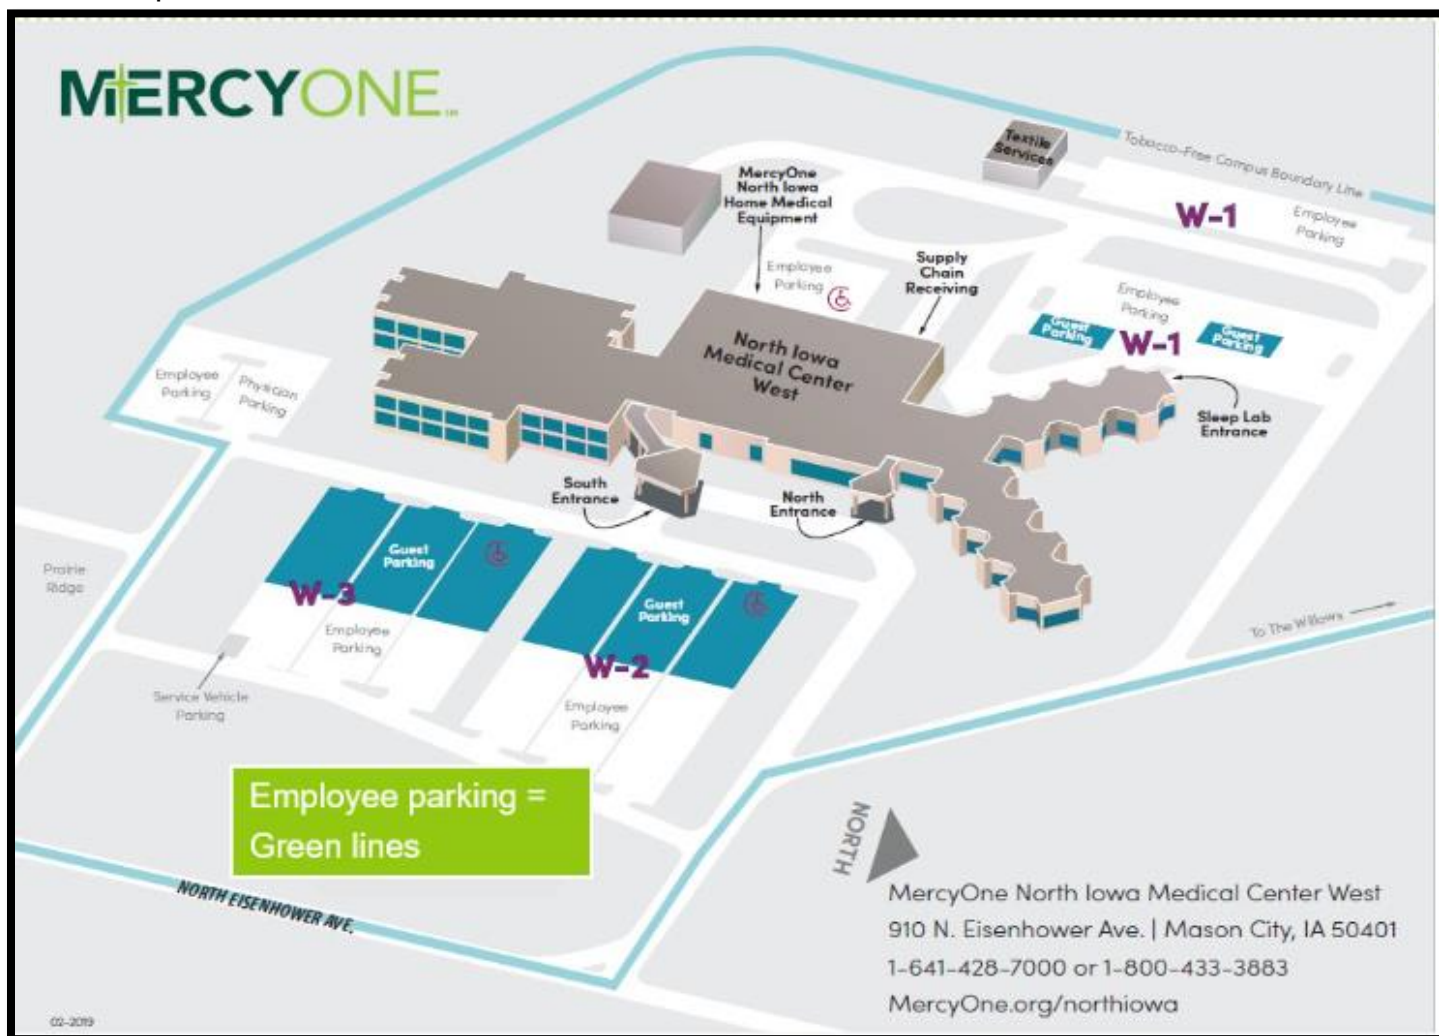 MERCYONE
Textile
Services
Tobacco-Free Campus Boundary Line
MercyOne
North Iowa
Home Medical
Equipment
W-1
Employee
Parking
Supply
Chain
Receiving
Employee
Parking
Employee
Parking
Guest
Parking
W-1
Guest
Parking
North Iowa
Medical Center
West
Employee
Parking
Physician
Parking
Sleep Lab
Entrance
South
Entrance
North
Entrance
Prairie
Ridge
Guest
Parking
W-3
Employee
Parking
Guest
Parking
W-2
Employee
Parking
To The Willows
Service Vehicle
Parking
Employee parking =
Green lines
NORTH EISENHOWER AVE.
NORTH
MercyOne North Iowa Medical Center West
910 N. Eisenhower Ave. | Mason City, IA 50401
1-641-428-7000 or 1-800-433-3883
MercyOne.org/northiowa
02-2019